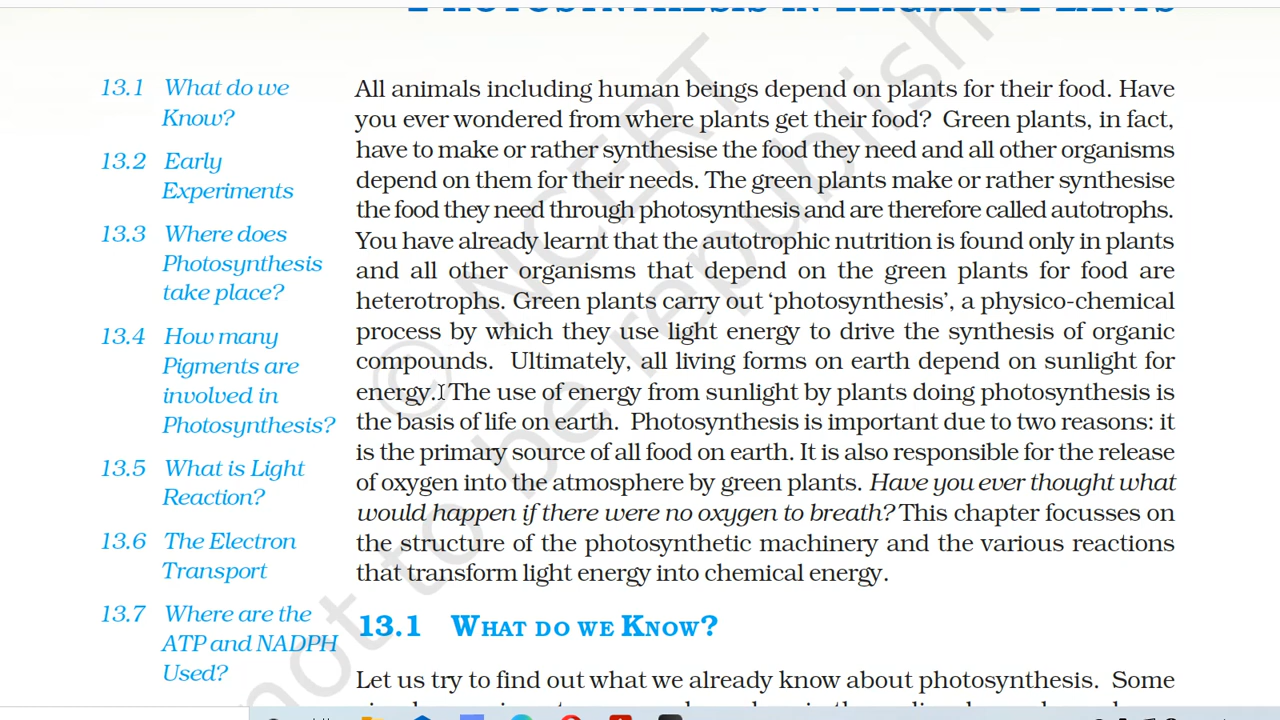 13.1 What do we
Know?
13.2 Early
Experiments
13.3 Where does
Photosynthesis
take place?
13.4 How many
Pigments are
involved in
Photosynthesis?
13.5 What is Light
Reaction?
13.6 The Electron
Transport
13.7 Where are the
ATP and NADPH
Used?
All animals including human beings depend on plants for their food. Have
you ever wondered from where plants get their food? Green plants, in fact,
have to make or rather synthesise the food they need and all other organisms
depend on them for their needs. The green plants make or rather synthesise
the food they need through photosynthesis and are therefore called autotrophs.
You have already learnt that the autotrophic nutrition is found only in plants
and all other organisms that depend on the green plants for food are
heterotrophs. Green plants carry out ‘photosynthesis’, a physico-chemical
process by which they use light energy to drive the synthesis of organic
compounds. Ultimately, all living forms on earth depend on sunlight for
energy. The use of energy from sunlight by plants doing photosynthesis is
the basis of life on earth. Photosynthesis is important due to two reasons: it
is the primary source of all food on earth. It is also responsible for the release
of oxygen into the atmosphere by green plants. Have you ever thought what
would happen if there were no oxygen to breath? This chapter focusses on
the structure of the photosynthetic machinery and the various reactions
that transform light energy into chemical energy.
13.1 WHAT DO WE KNOW?
Let us try to find out what we already know about photosynthesis. Some
© NCERT
not to be republish